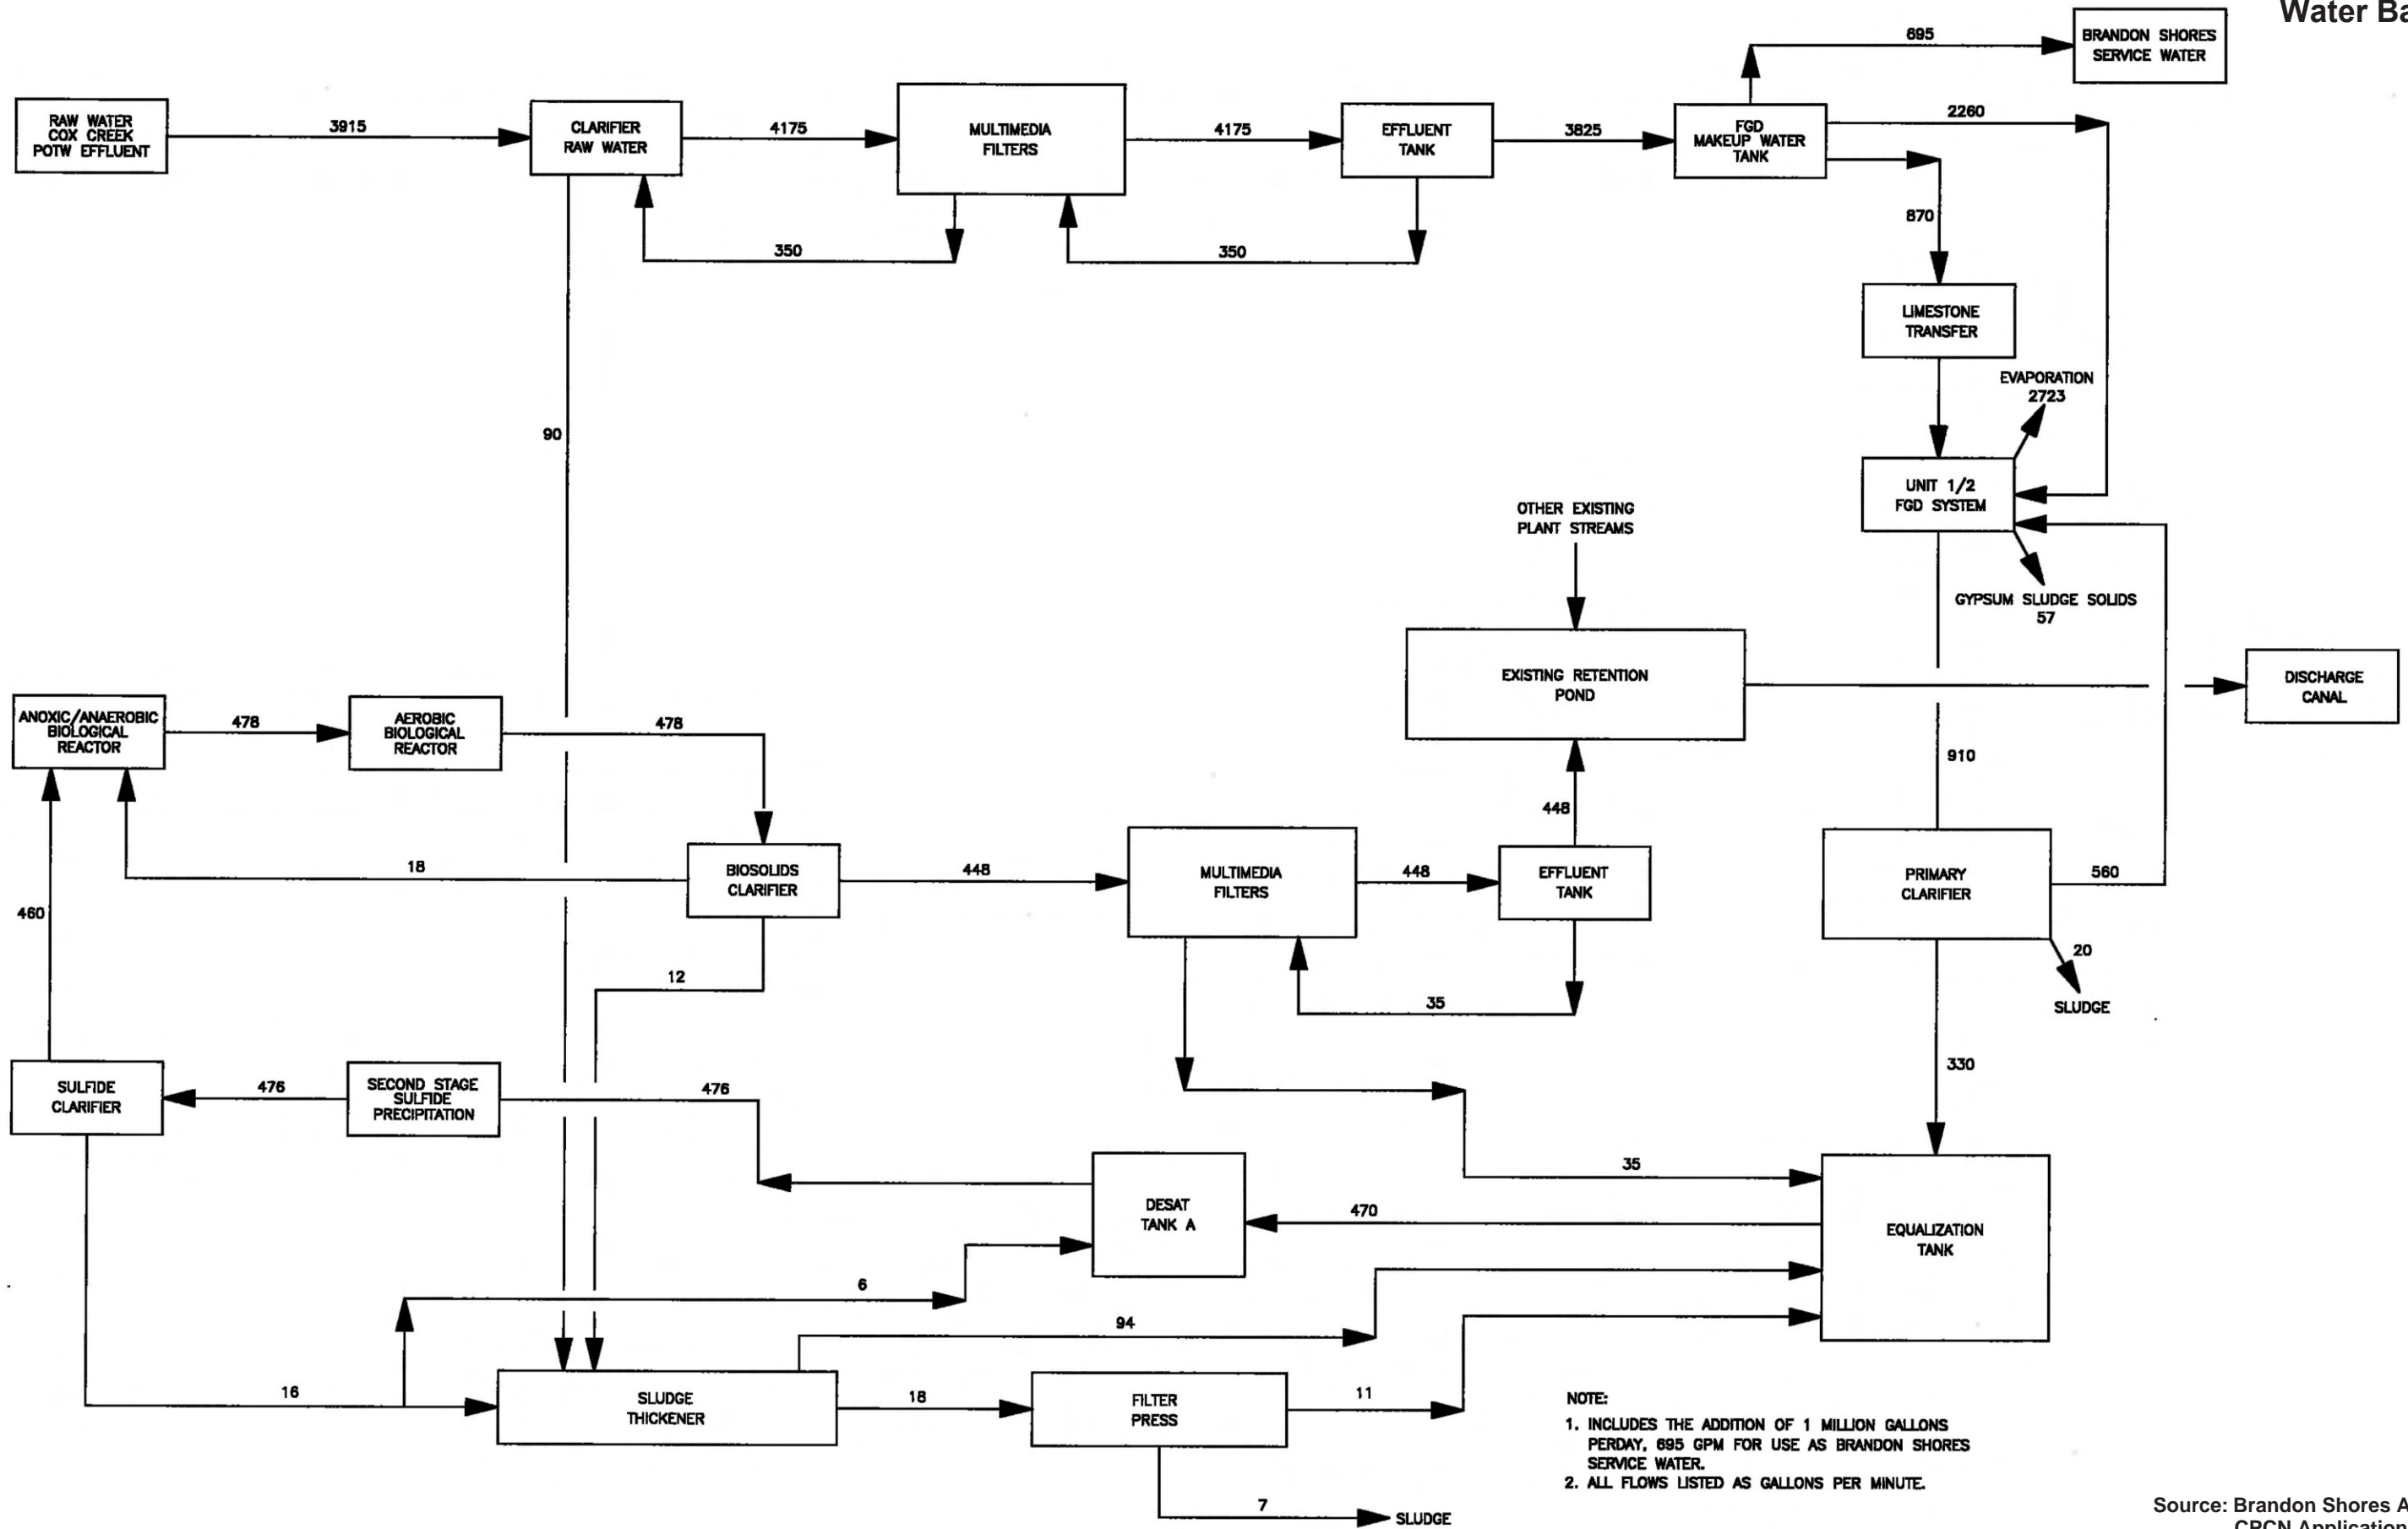 Water Ba
695
BRANDON SHORES
SERVICE WATER
RAW WATER
COX CREEK
POTW EFFLUENT
3915
CLARIFIER
RAW WATER
4175
MULTIMEDIA
FILTERS
4175
EFFLUENT
TANK
3825
FGD
MAKEUP WATER
TANK
2260
870
350
350
LIMESTONE
TRANSFER
EVAPORATION
2723
90
UNIT 1/2
FGD SYSTEM
OTHER EXISTING
PLANT STREAMS
GYPSUM SLUDGE SOLIDS
57
EXISTING RETENTION
POND
DISCHARGE
CANAL
ANOXIC/ANAEROBIC
BIOLOGICAL
REACTOR
478
AEROBIC
BIOLOGICAL
REACTOR
478
910
448
18
BIOSOLIDS
CLARIFIER
448
MULTIMEDIA
FILTERS
448
EFFLUENT
TANK
PRIMARY
CLARIFIER
560
460
12
35
20
SLUDGE
330
SULFIDE
CLARIFIER
476
SECOND STAGE
SULFIDE
PRECIPITATION
476
35
DESAT
TANK A
470
EQUALIZATION
TANK
6
94
16
SLUDGE
THICKENER
18
FILTER
PRESS
11
7
SLUDGE
NOTE:
1. INCLUDES THE ADDITION OF 1 MILLION GALLONS
PERDAY, 695 GPM FOR USE AS BRANDON SHORES
SERVICE WATER.
2. ALL FLOWS LISTED AS GALLONS PER MINUTE.
Source: Brandon Shores A
CPCN Application